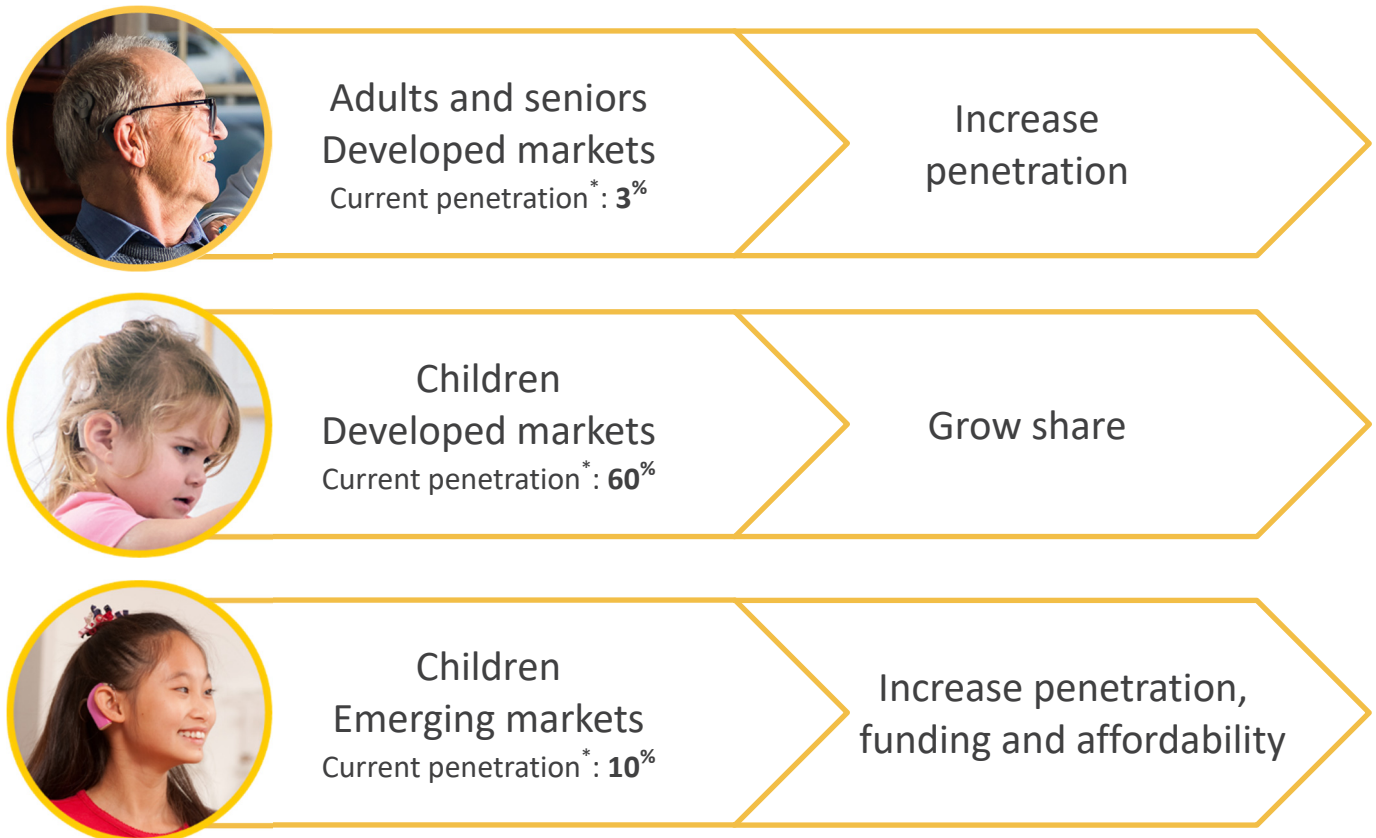 Adults and seniors
Developed markets
Current penetration*: 3%
Increase
penetration
Children
Developed markets
Current penetration*: 60%
Grow share
Children
Emerging markets
Current penetration*: 10%
Increase penetration,
funding and affordability